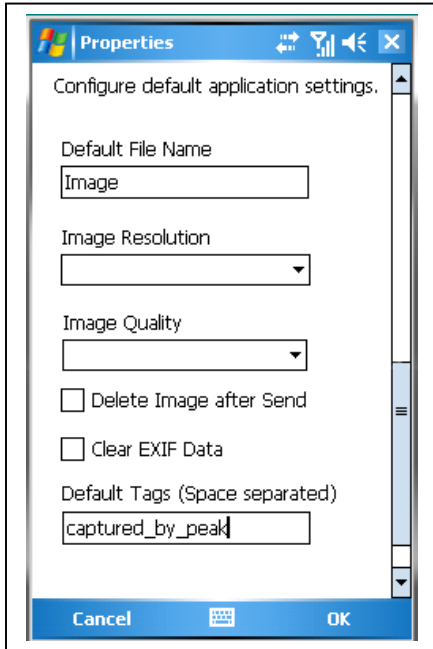 Properties
Configure default application settings.
Default File Name
Image
Image Resolution
Image Quality
Delete Image after Send
Clear EXIF Data
Default Tags (Space separated)
captured_by_peak
Cancel OK